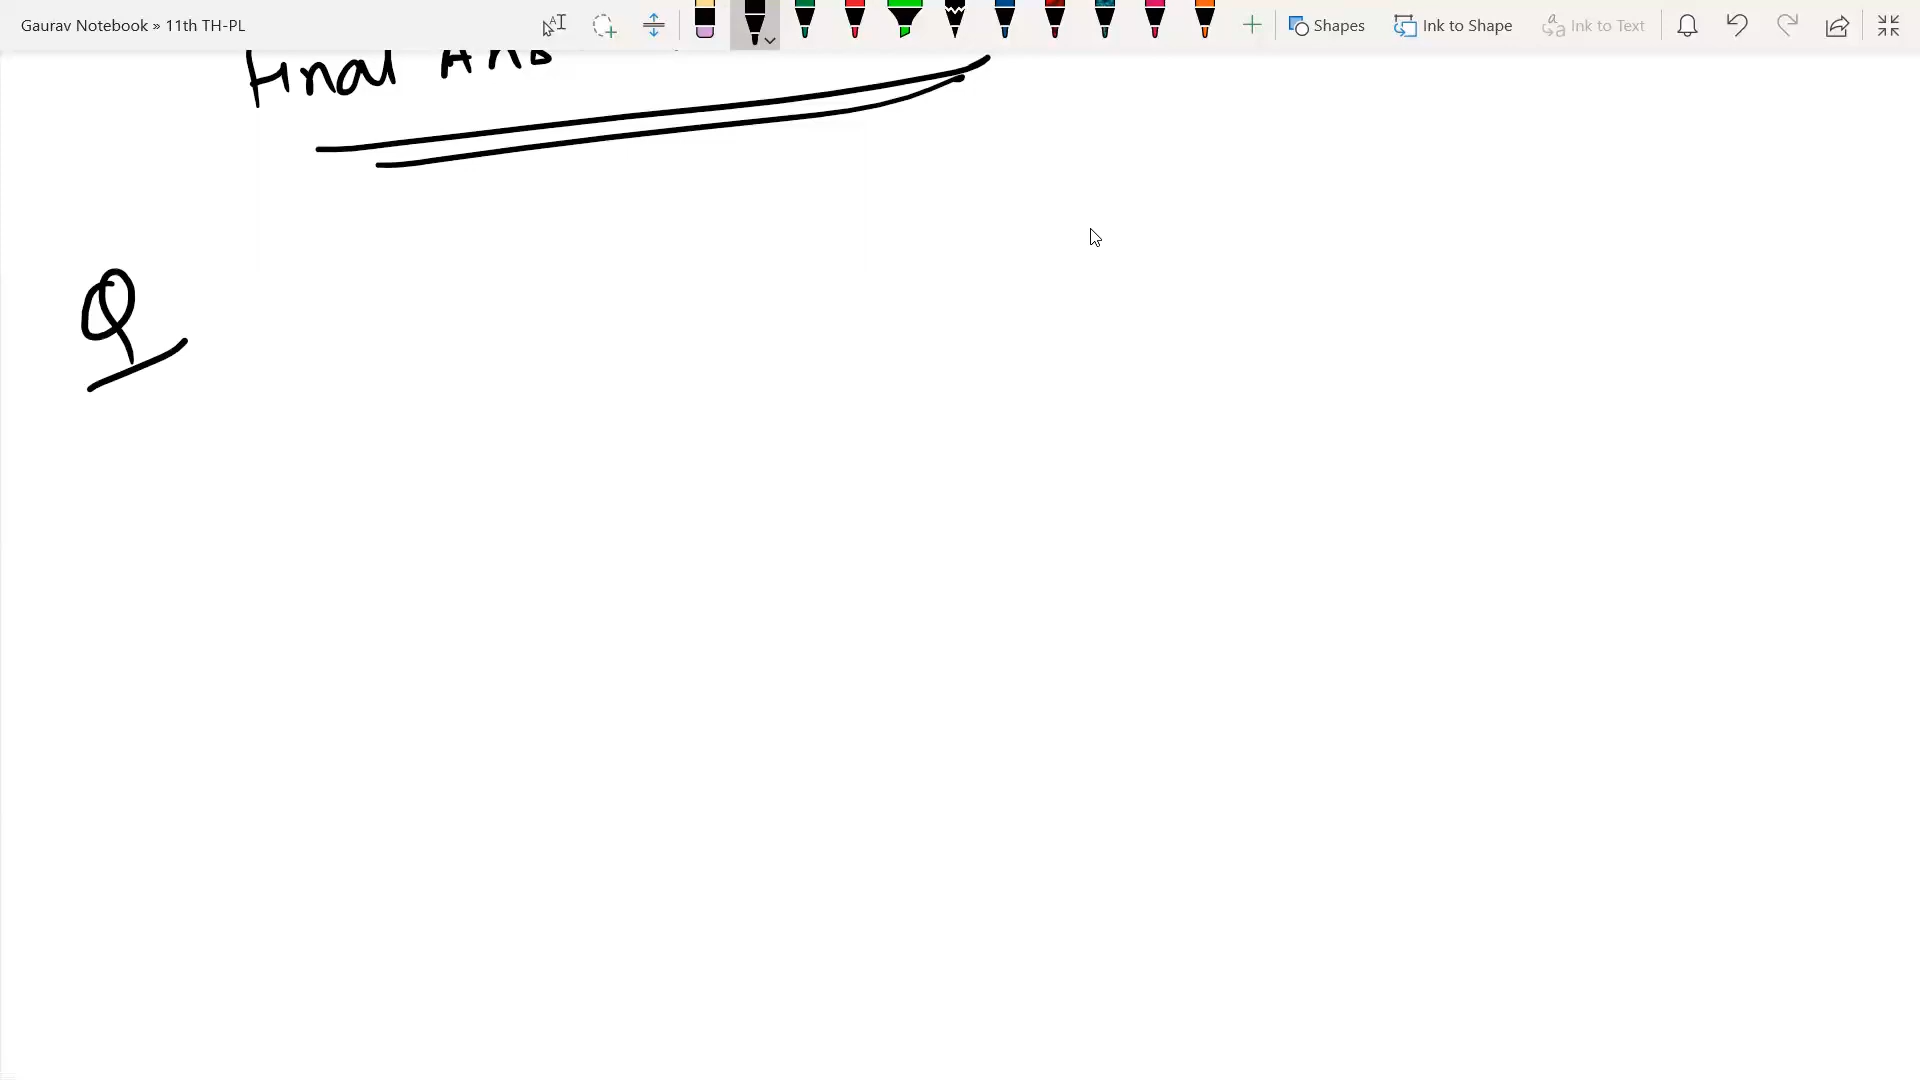 Gaurav Notebook » 11th TH-PL
Shapes
Ink to Shape
Ink to Text
Final Ans
Q